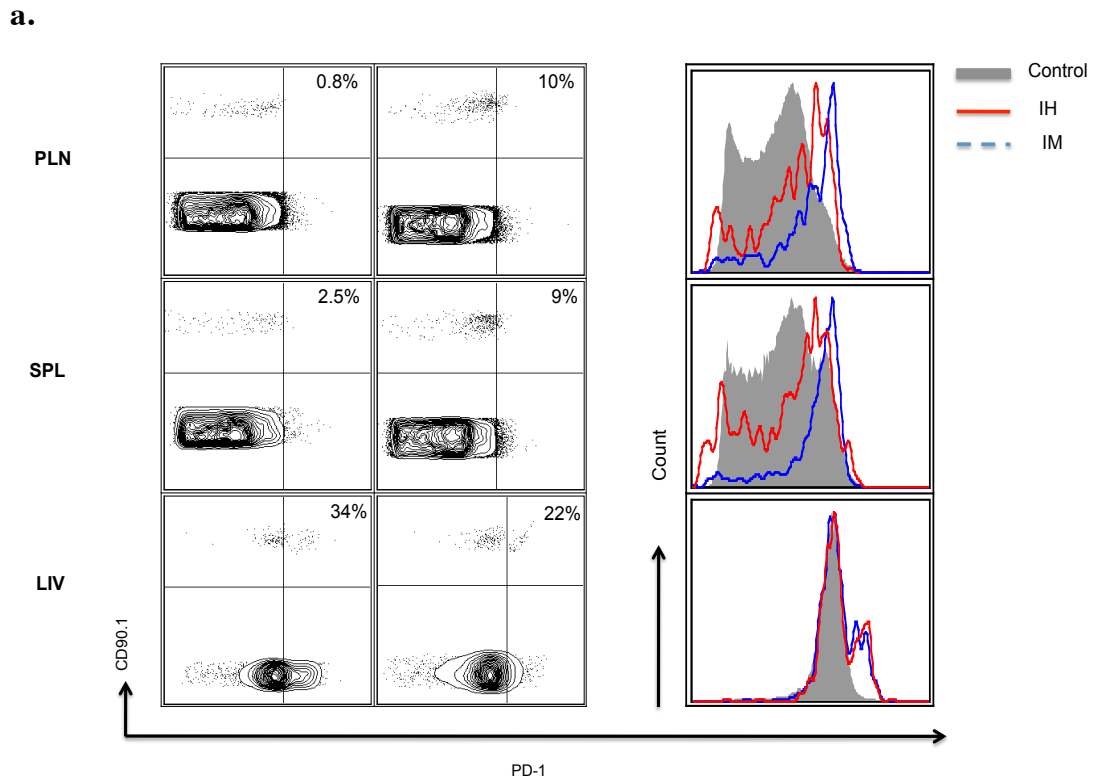 a.
Control
IH
IM
PLN
0.8%
10%
SPL
2.5%
9%
LIV
34%
22%
CD90.1
Count
PD-1